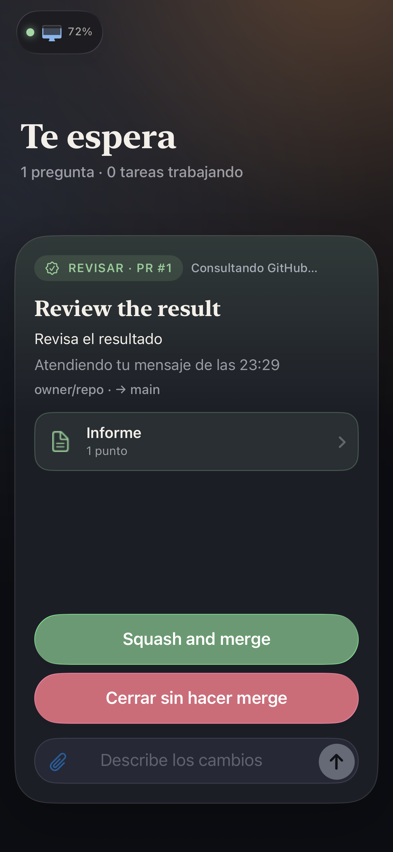 72%
Te espera
1 pregunta · 0 tareas trabajando
REVISAR · PR #1 Consultando GitHub...
Review the result
Revisa el resultado
Atendiendo tu mensaje de las 23:29
owner/repo · → main
Informe
1 punto
Squash and merge
Cerrar sin hacer merge
Describe los cambios